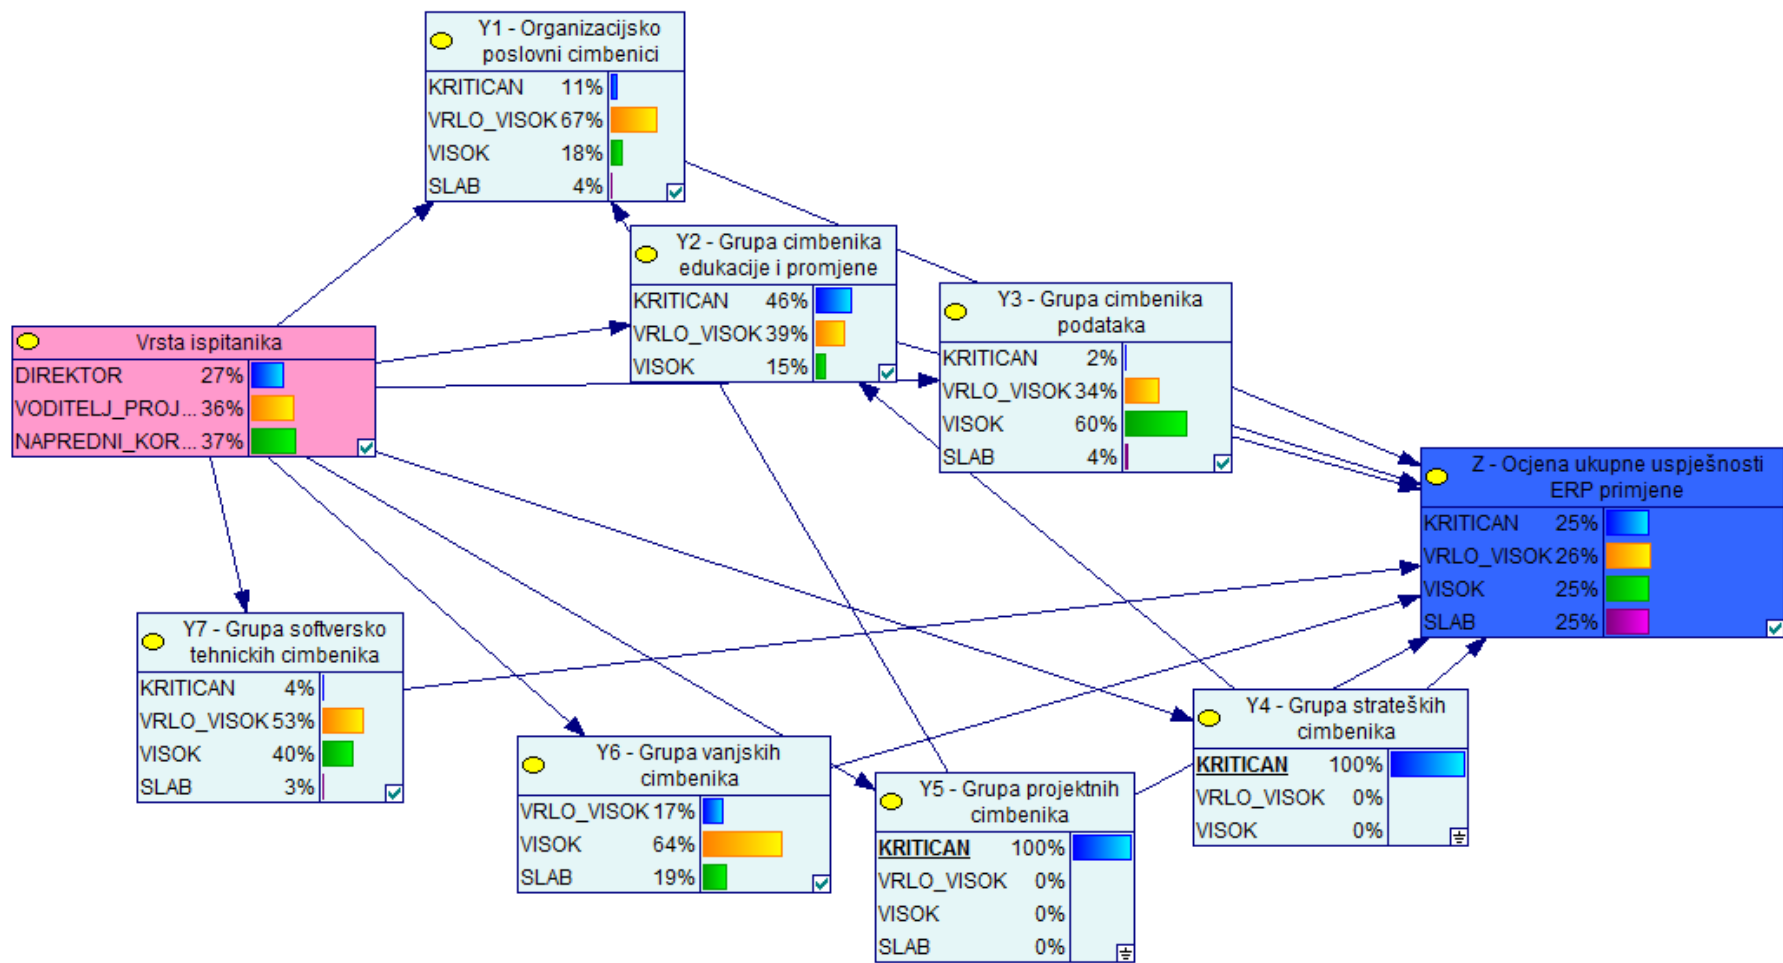 Y1 - Organizacijsko
poslovni cimbenici
KRITICAN 11%
VRLO_VISOK 67%
VISOK 18%
SLAB 4%
Y2 - Grupa cimbenika
edukacije i promjene
KRITICAN 46%
VRLO_VISOK 39%
VISOK 15%
Y3 - Grupa cimbenika
podataka
KRITICAN 2%
VRLO_VISOK 34%
VISOK 60%
SLAB 4%
Vrsta ispitanika
DIREKTOR 27%
VODITELJ_PROJ... 36%
NAPREDNI_KOR... 37%
Z - Ocjena ukupne uspješnosti
ERP primjene
KRITICAN 25%
VRLO_VISOK 26%
VISOK 25%
SLAB 25%
Y7 - Grupa softversko
tehnickih cimbenika
KRITICAN 4%
VRLO_VISOK 53%
VISOK 40%
SLAB 3%
Y6 - Grupa vanjskih
cimbenika
VRLO_VISOK 17%
VISOK 64%
SLAB 19%
Y5 - Grupa projektnih
cimbenika
KRITICAN 100%
VRLO_VISOK 0%
VISOK 0%
SLAB 0%
Y4 - Grupa strateških
cimbenika
KRITICAN 100%
VRLO_VISOK 0%
VISOK 0%